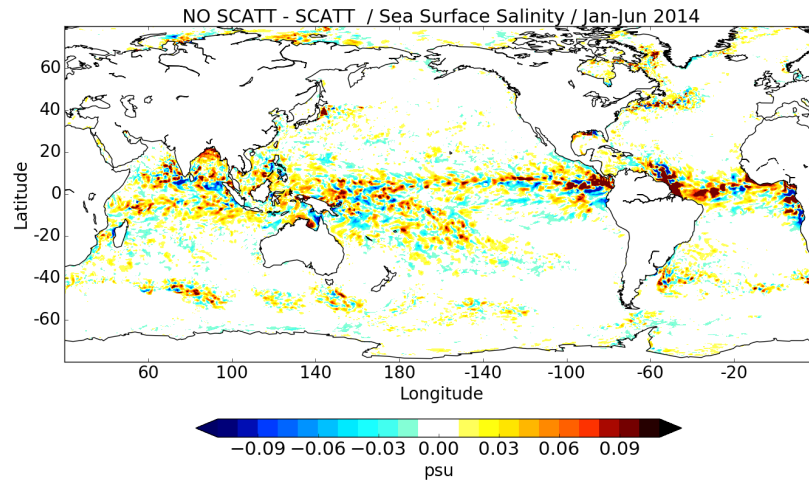 NO SCATT - SCATT / Sea Surface Salinity / Jan-Jun 2014
60
40
20
0
-20
-40
-60
Latitude
60 100 140 180 -140 -100 -60 -20
Longitude
-0.09 -0.06 -0.03 0.00 0.03 0.06 0.09
psu